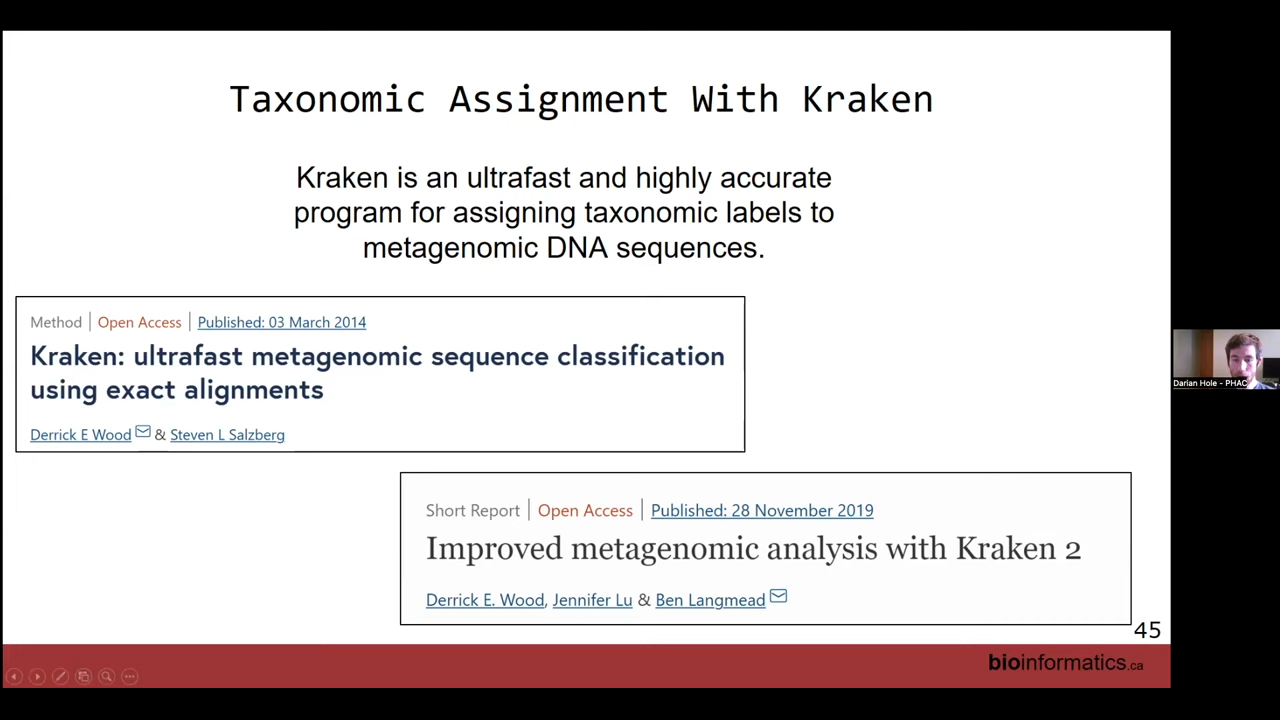 Taxonomic Assignment With Kraken
Kraken is an ultrafast and highly accurate
program for assigning taxonomic labels to
metagenomic DNA sequences.
Method | Open Access | Published: 03 March 2014
Kraken: ultrafast metagenomic sequence classification
using exact alignments
Derrick E Wood & Steven L Salzberg
Short Report | Open Access | Published: 28 November 2019
Improved metagenomic analysis with Kraken 2
Derrick E. Wood, Jennifer Lu & Ben Langmead
45
bioinformatics.ca
Darian Hole - PHAC